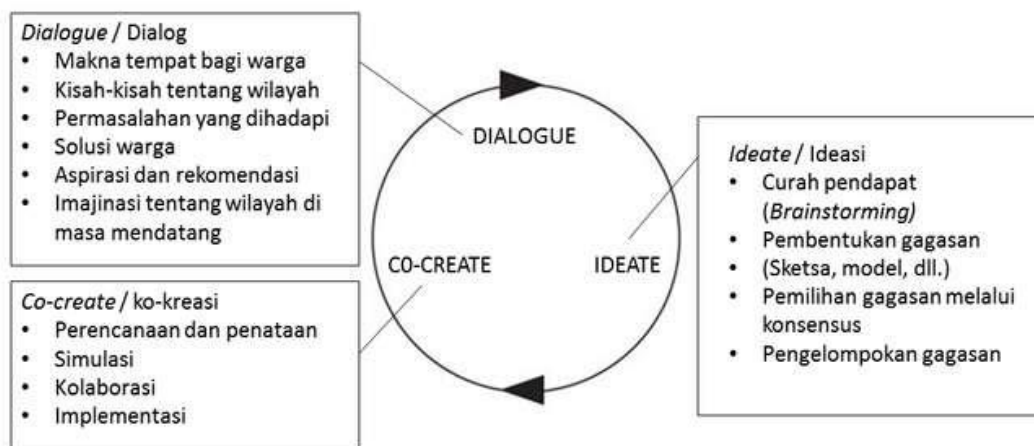 Dialogue / Dialog
• Makna tempat bagi warga
• Kisah-kisah tentang wilayah
• Permasalahan yang dihadapi
• Solusi warga
• Aspirasi dan rekomendasi
• Imajinasi tentang wilayah di
masa mendatang
DIALOGUE
Ideate / Ideasi
• Curah pendapat
(Brainstorming)
• Pembentukan gagasan
• (Sketsa, model, dll.)
• Pemilihan gagasan melalui
konsensus
• Pengelompokan gagasan
C0-CREATE
IDEATE
Co-create / ko-kreasi
• Perencanaan dan penataan
• Simulasi
• Kolaborasi
• Implementasi